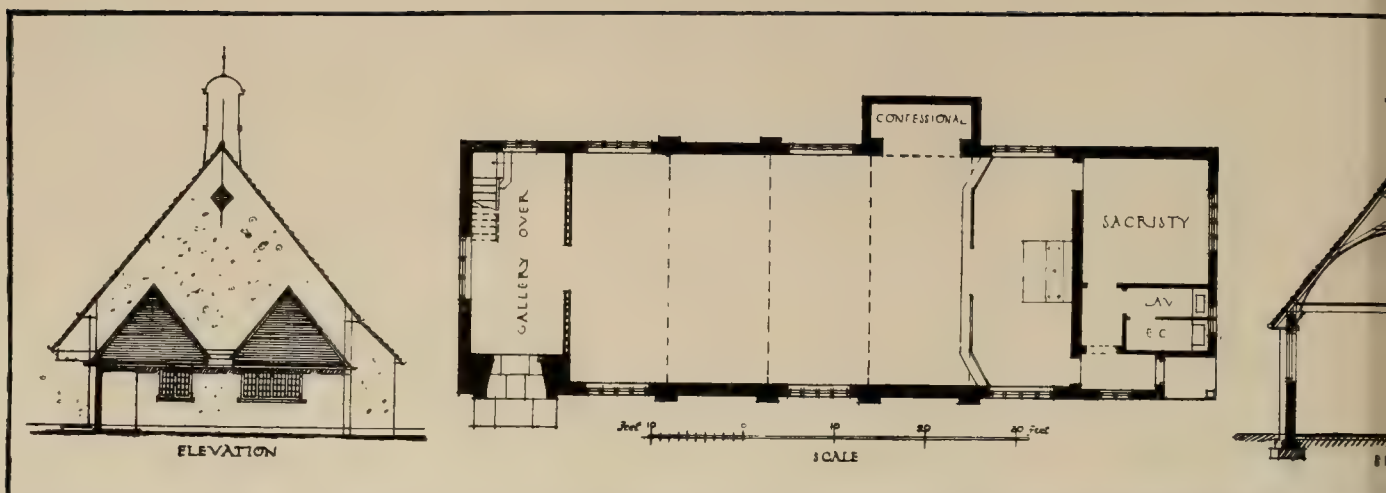 ELEVATION
GALLERY OVER
CONFESSIONAL
SACRISTY
LAV
E.C
Feet 10 0 10 20 30 Feet
SCALE